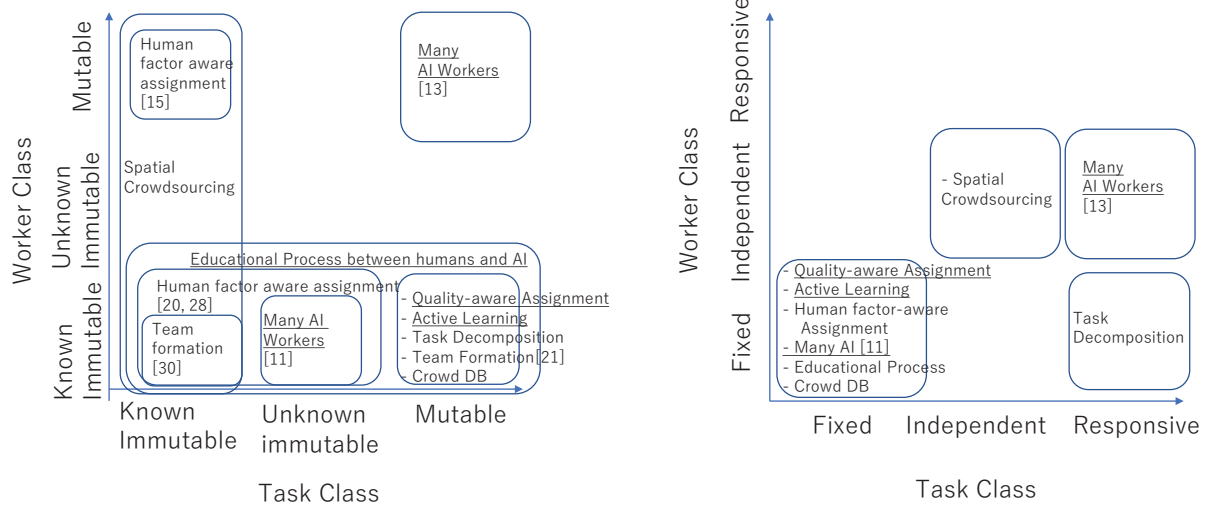 Worker Class
Mutable
Unknown
Immutable
Known
Immutable
Human
factor aware
assignment
[15]
Many
AI Workers
[13]
Spatial
Crowdsourcing
Educational Process between humans and AI
Human factor aware assignment
[20, 28]
Team
formation
[30]
Many AI
Workers
[11]
- Quality-aware Assignment
- Active Learning
- Task Decomposition
- Team Formation[21]
- Crowd DB
Known
Immutable
Unknown
immutable
Mutable
Task Class
Worker Class
Responsive
Independent
Fixed
- Spatial
Crowdsourcing
Many
AI Workers
[13]
- Quality-aware Assignment
- Active Learning
- Human factor-aware
Assignment
- Many AI [11]
- Educational Process
- Crowd DB
Task
Decomposition
Fixed
Independent
Responsive
Task Class